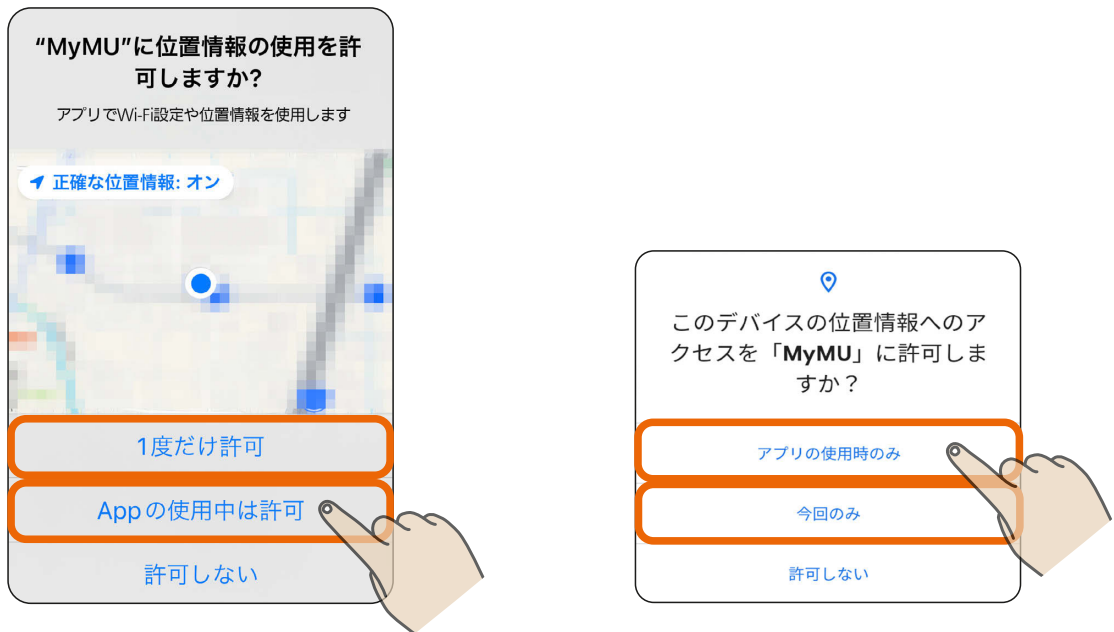 “MyMU”に位置情報の使用を許
可しますか?
アプリでWi-Fi設定や位置情報を使用します
正確な位置情報: オン
1度だけ許可
Appの使用中は許可
許可しない
このデバイスの位置情報へのア
クセスを「MyMU」に許可しま
すか？
アプリの使用時のみ
今回のみ
許可しない